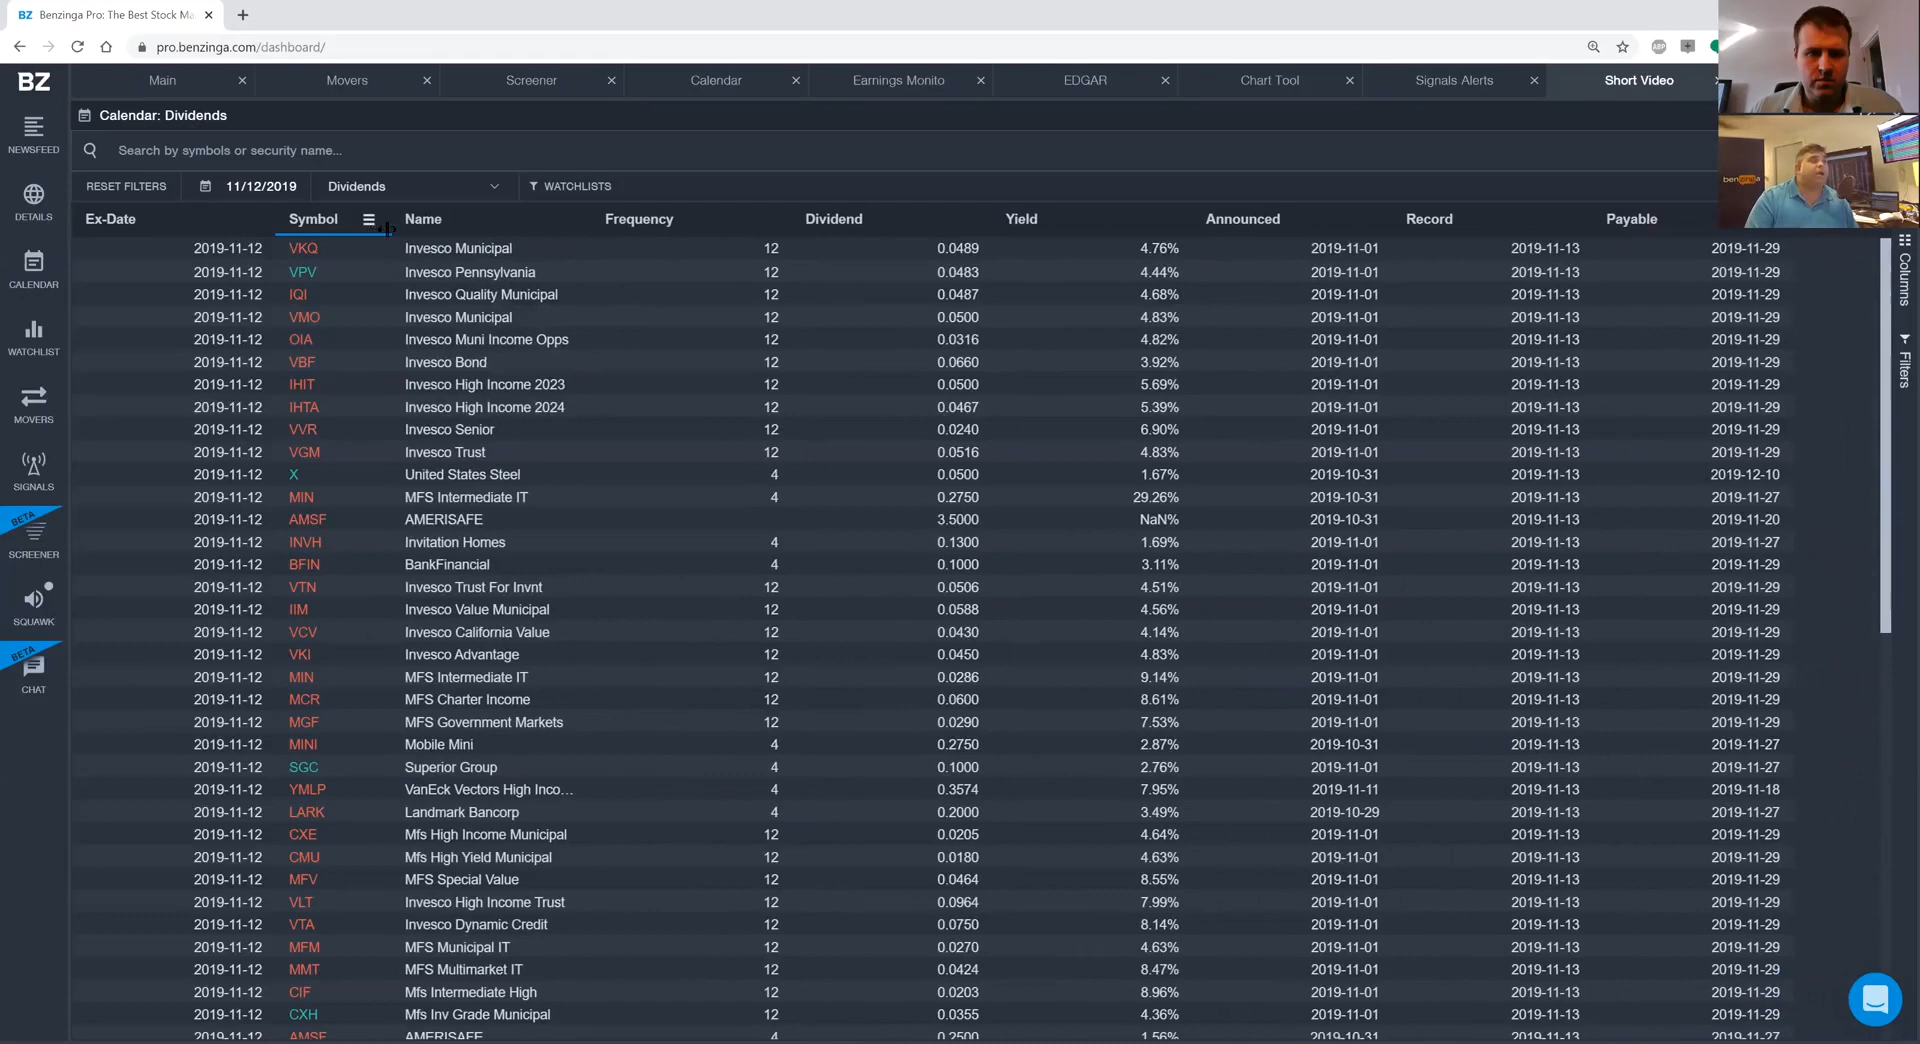 BZ Benzinga Pro: The Best Stock Ma
pro.benzinga.com/dashboard/
ABP
BZ Main Movers Screener Calendar Earnings Monito EDGAR Chart Tool Signals Alerts Short Video
Calendar: Dividends
Search by symbols or security name...
RESET FILTERS 11/12/2019 Dividends WATCHLISTS
NEWSFEED
DETAILS
CALENDAR
WATCHLIST
MOVERS
SIGNALS
BETA
SCREENER
SQUAWK
BETA
CHAT
Ex-Date Symbol Name Frequency Dividend Yield Announced Record Payable
2019-11-12 VKQ Invesco Municipal 12 0.0489 4.76% 2019-11-01 2019-11-13 2019-11-29
2019-11-12 VPV Invesco Pennsylvania 12 0.0483 4.44% 2019-11-01 2019-11-13 2019-11-29
2019-11-12 IQI Invesco Quality Municipal 12 0.0487 4.68% 2019-11-01 2019-11-13 2019-11-29
2019-11-12 VMO Invesco Municipal 12 0.0500 4.83% 2019-11-01 2019-11-13 2019-11-29
2019-11-12 OIA Invesco Muni Income Opps 12 0.0316 4.82% 2019-11-01 2019-11-13 2019-11-29
2019-11-12 VBF Invesco Bond 12 0.0660 3.92% 2019-11-01 2019-11-13 2019-11-29
2019-11-12 IHIT Invesco High Income 2023 12 0.0500 5.69% 2019-11-01 2019-11-13 2019-11-29
2019-11-12 IHTA Invesco High Income 2024 12 0.0467 5.39% 2019-11-01 2019-11-13 2019-11-29
2019-11-12 VVR Invesco Senior 12 0.0240 6.90% 2019-11-01 2019-11-13 2019-11-29
2019-11-12 VGM Invesco Trust 12 0.0516 4.83% 2019-11-01 2019-11-13 2019-11-29
2019-11-12 X United States Steel 4 0.0500 1.67% 2019-10-31 2019-11-13 2019-12-10
2019-11-12 MIN MFS Intermediate IT 4 0.2750 29.26% 2019-10-31 2019-11-13 2019-11-27
2019-11-12 AMSF AMERISAFE 3.5000 NaN% 2019-10-31 2019-11-13 2019-11-20
2019-11-12 INVH Invitation Homes 4 0.1300 1.69% 2019-11-01 2019-11-13 2019-11-27
2019-11-12 BFIN BankFinancial 4 0.1000 3.11% 2019-11-01 2019-11-13 2019-11-29
2019-11-12 VTN Invesco Trust For Invnt 12 0.0506 4.51% 2019-11-01 2019-11-13 2019-11-29
2019-11-12 IIM Invesco Value Municipal 12 0.0588 4.56% 2019-11-01 2019-11-13 2019-11-29
2019-11-12 VCV Invesco California Value 12 0.0430 4.14% 2019-11-01 2019-11-13 2019-11-29
2019-11-12 VKI Invesco Advantage 12 0.0450 4.83% 2019-11-01 2019-11-13 2019-11-29
2019-11-12 MIN MFS Intermediate IT 12 0.0286 9.14% 2019-11-01 2019-11-13 2019-11-29
2019-11-12 MCR MFS Charter Income 12 0.0600 8.61% 2019-11-01 2019-11-13 2019-11-29
2019-11-12 MGF MFS Government Markets 12 0.0290 7.53% 2019-11-01 2019-11-13 2019-11-29
2019-11-12 MINI Mobile Mini 4 0.2750 2.87% 2019-10-31 2019-11-13 2019-11-27
2019-11-12 SGC Superior Group 4 0.1000 2.76% 2019-11-01 2019-11-13 2019-11-27
2019-11-12 YMLP VanEck Vectors High Inco... 4 0.3574 7.95% 2019-11-11 2019-11-13 2019-11-18
2019-11-12 LARK Landmark Bancorp 4 0.2000 3.49% 2019-10-29 2019-11-13 2019-11-27
2019-11-12 CXE Mfs High Income Municipal 12 0.0205 4.64% 2019-11-01 2019-11-13 2019-11-29
2019-11-12 CMU Mfs High Yield Municipal 12 0.0180 4.63% 2019-11-01 2019-11-13 2019-11-29
2019-11-12 MFV MFS Special Value 12 0.0464 8.55% 2019-11-01 2019-11-13 2019-11-29
2019-11-12 VLT Invesco High Income Trust 12 0.0964 7.99% 2019-11-01 2019-11-13 2019-11-29
2019-11-12 VTA Invesco Dynamic Credit 12 0.0750 8.14% 2019-11-01 2019-11-13 2019-11-29
2019-11-12 MFM MFS Municipal IT 12 0.0270 4.63% 2019-11-01 2019-11-13 2019-11-29
2019-11-12 MMT MFS Multimarket IT 12 0.0424 8.47% 2019-11-01 2019-11-13 2019-11-29
2019-11-12 CIF Mfs Intermediate High 12 0.0203 8.96% 2019-11-01 2019-11-13 2019-11-29
2019-11-12 CXH Mfs Inv Grade Municipal 12 0.0355 4.36% 2019-11-01 2019-11-13 2019-11-29
2019-11-12 AMSF AMERISAFE 4 0.2500 1.56% 2019-10-31 2019-11-13 2019-11-27
Columns
Filters
benzinga